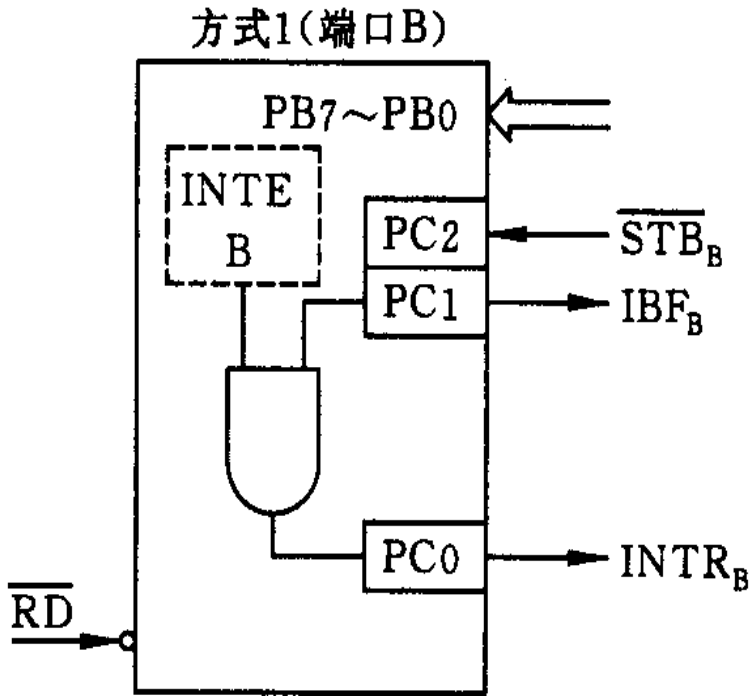 方式1(端口B)
PB7～PB0
INTE
B
PC2
STB_B
PC1
IBF_B
PC0
INTR_B
RD